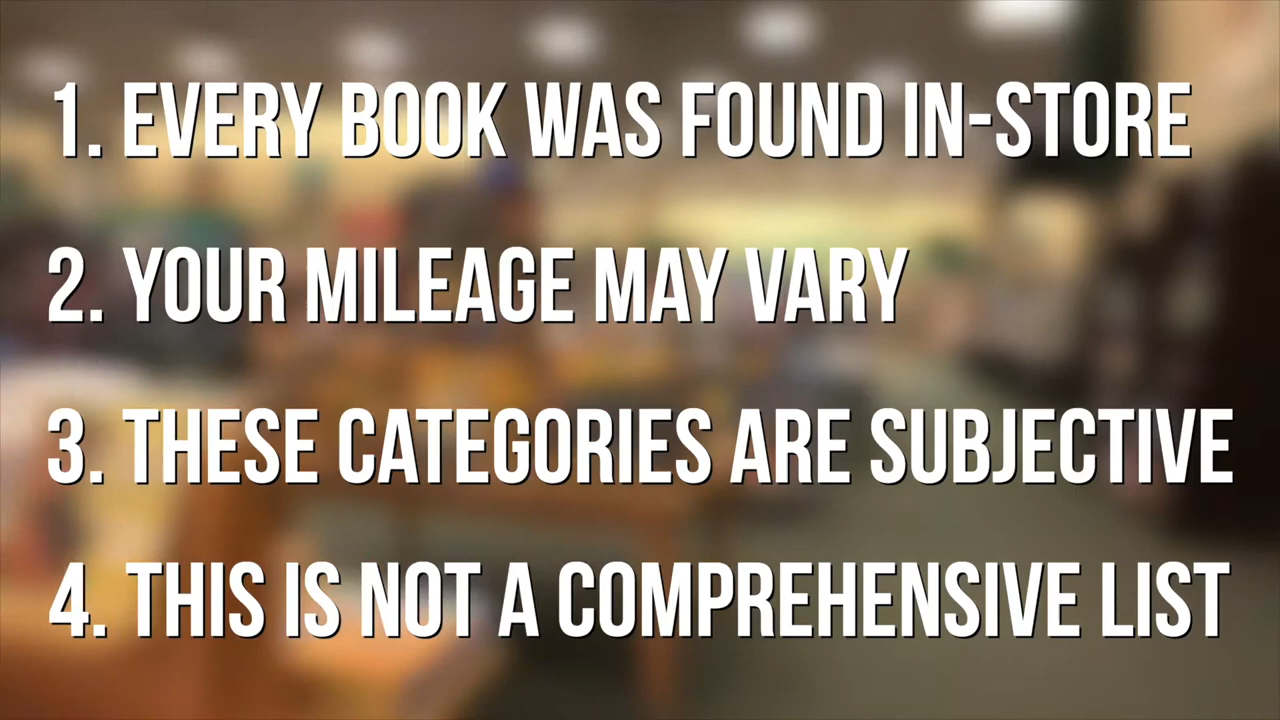 1. EVERY BOOK WAS FOUND IN-STORE
2. YOUR MILEAGE MAY VARY
3. THESE CATEGORIES ARE SUBJECTIVE
4. THIS IS NOT A COMPREHENSIVE LIST